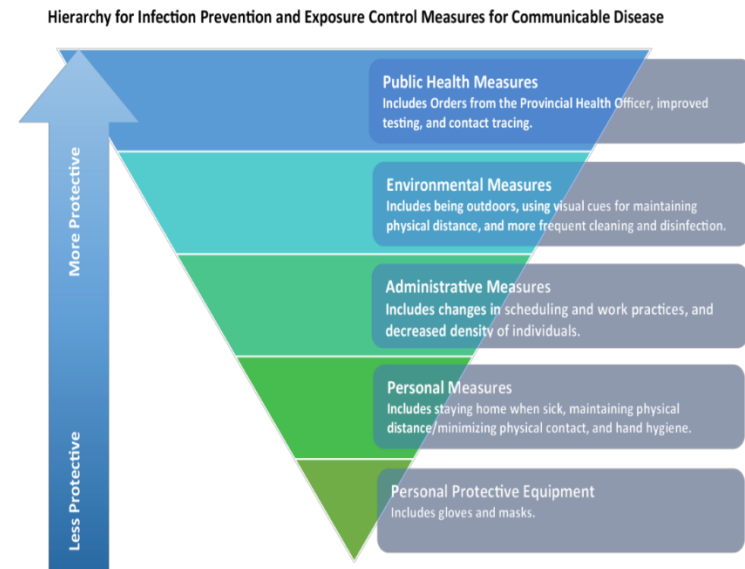 Hierarchy for Infection Prevention and Exposure Control Measures for Communicable Disease
Public Health Measures
Includes Orders from the Provincial Health Officer, improved
testing, and contact tracing.
More Protective
Environmental Measures
Includes being outdoors, using visual cues for maintaining
physical distance, and more frequent cleaning and disinfection.
Administrative Measures
Includes changes in scheduling and work practices, and
decreased density of individuals.
Personal Measures
Includes staying home when sick, maintaining physical
distance/minimizing physical contact, and hand hygiene.
Less Protective
Personal Protective Equipment
Includes gloves and masks.